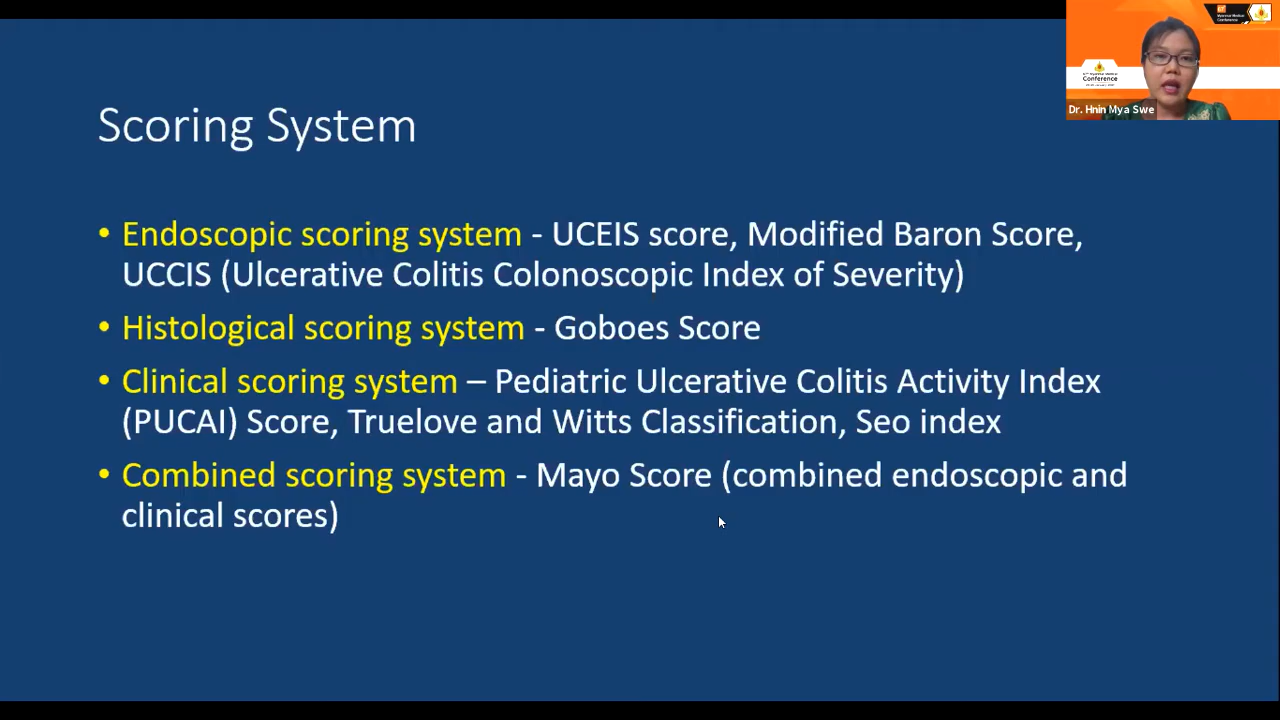 Scoring System
• Endoscopic scoring system - UCEIS score, Modified Baron Score,
UCCIS (Ulcerative Colitis Colonoscopic Index of Severity)
• Histological scoring system - Goboes Score
• Clinical scoring system – Pediatric Ulcerative Colitis Activity Index
(PUCAI) Score, Truelove and Witts Classification, Seo index
• Combined scoring system - Mayo Score (combined endoscopic and
clinical scores)
Conference
Dr. Hnin Mya Swe